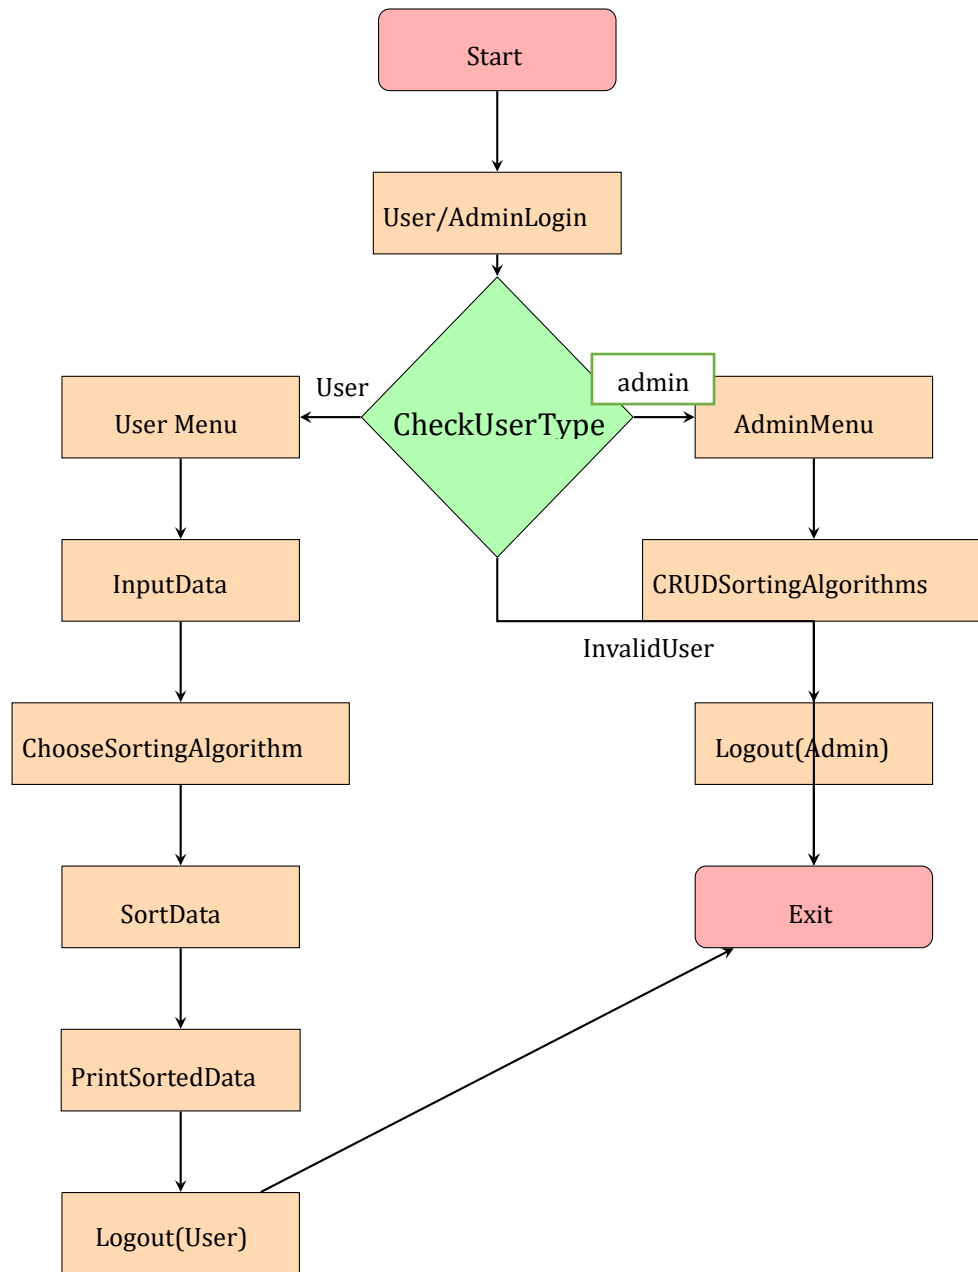 Start
User/AdminLogin
User
admin
User Menu
CheckUserType
AdminMenu
InputData
CRUDSortingAlgorithms
InvalidUser
ChooseSortingAlgorithm
Logout(Admin)
SortData
Exit
PrintSortedData
Logout(User)